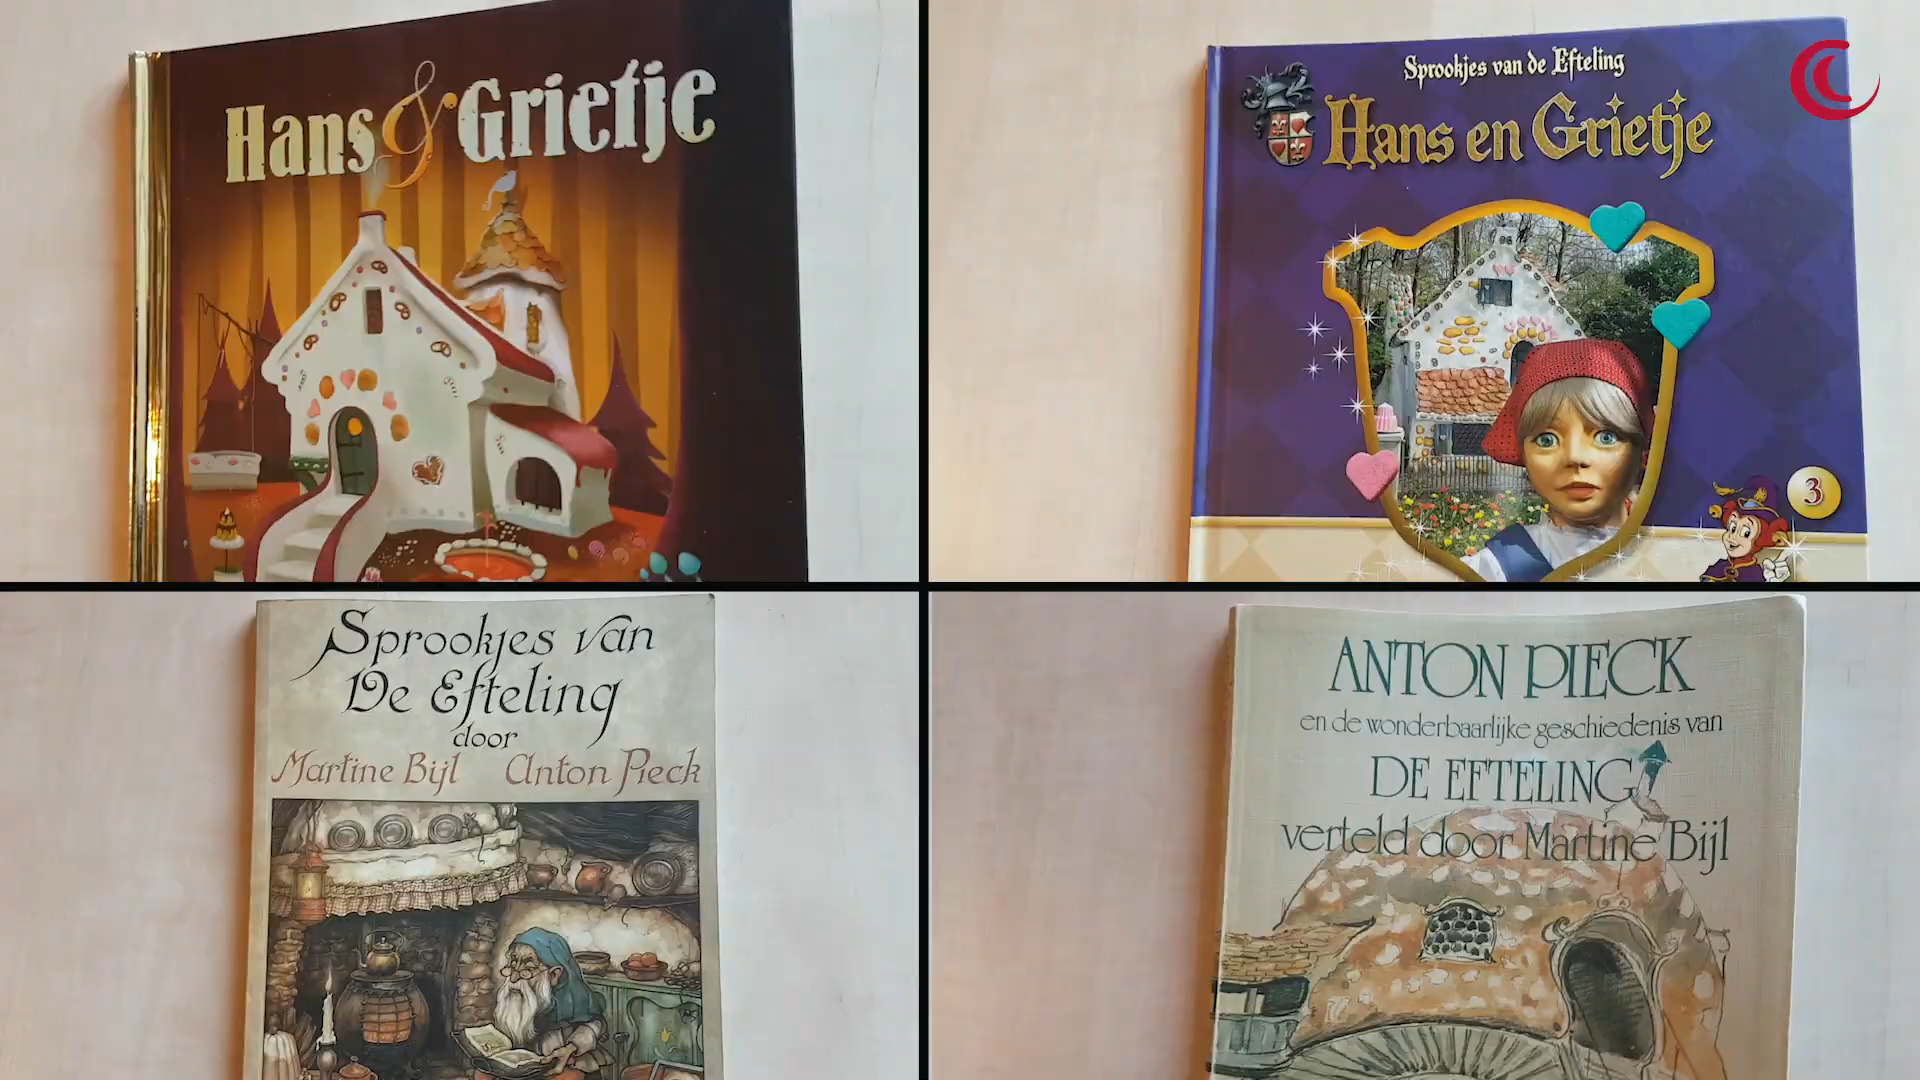 Hans & Grietje
Sprookjes van de Efteling
Hans en Grietje
3
Sprookjes van
De Efteling
door
Martine Bijl Anton Pieck
ANTON PIECK
en de wonderbaarlijke geschiedenis van
DE EFTELING
verteld door Martine Bijl